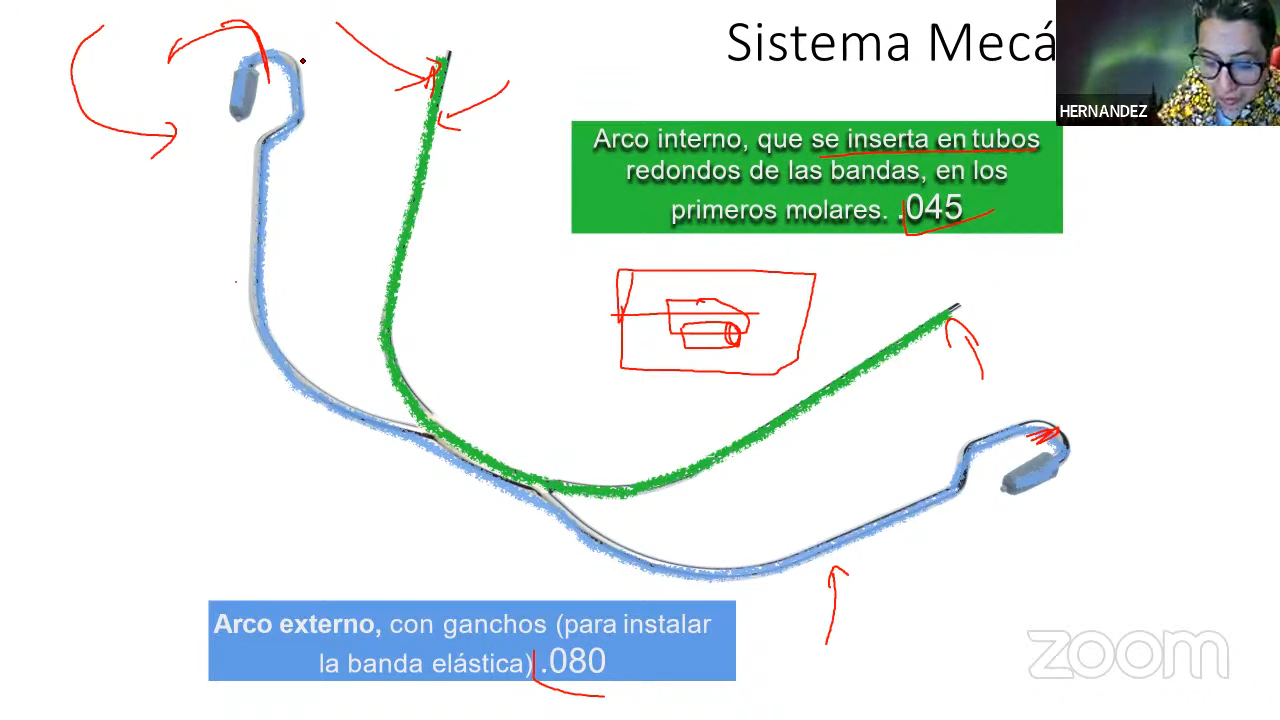 Sistema Mecá
HERNANDEZ
Arco interno, que se inserta en tubos
redondos de las bandas, en los
primeros molares. .045
Arco externo, con ganchos (para instalar
la banda elástica) .080
zoom